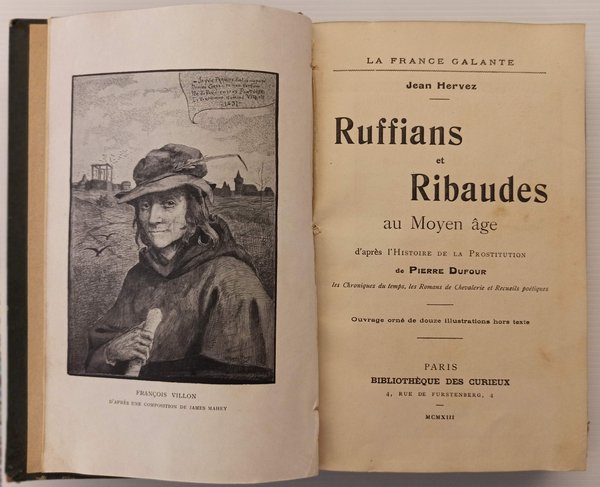 FRANÇOIS VILLON
D'APRÈS UNE COMPOSITION DE JAMES MAHEY
LA FRANCE GALANTE
Jean Hervez
Ruffians
et
Ribaudes
au Moyen âge
d'après l'HISTOIRE DE LA PROSTITUTION
de PIERRE DUFOUR
les Chroniques du temps, les Romans de Chevalerie et Recueils poétiques
Ouvrage orné de douze illustrations hors texte
PARIS
BIBLIOTHÈQUE DES CURIEUX
4, RUE DE FURSTENBERG, 4
MCMXIII